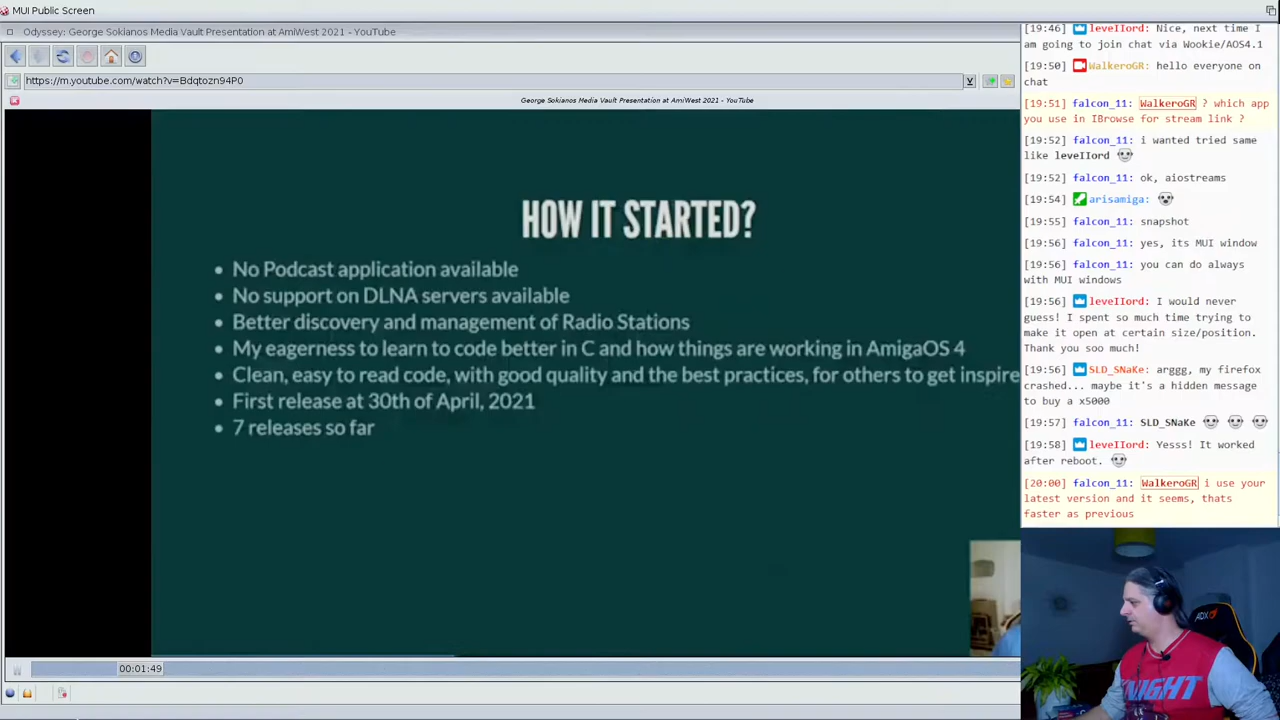 MUI Public Screen
Odyssey: George Sokianos Media Vault Presentation at AmiWest 2021 - YouTube
https://m.youtube.com/watch?v=Bdqtozn94P0
George Sokianos Media Vault Presentation at AmiWest 2021 - YouTube
HOW IT STARTED?
No Podcast application available
No support on DLNA servers available
Better discovery and management of Radio Stations
My eagerness to learn to code better in C and how things are working in AmigaOS 4
Clean, easy to read code, with good quality and the best practices, for others to get inspire
First release at 30th of April, 2021
7 releases so far
00:01:49
[19:46] leveIIord: Nice, next time I
am going to join chat via Wookie/AOS4.1
[19:50] WalkeroGR: hello everyone on
chat
[19:51] falcon_11: WalkeroGR ? which app
you use in IBrowse for stream link ?
[19:52] falcon_11: i wanted tried same
like leveIIord
[19:52] falcon_11: ok, aiostreams
[19:54] arisamiga:
[19:55] falcon_11: snapshot
[19:56] falcon_11: yes, its MUI window
[19:56] falcon_11: you can do always
with MUI windows
[19:56] leveIIord: I would never
guess! I spent so much time trying to
make it open at certain size/position.
Thank you soo much!
[19:56] SLD_SNaKe: arggg, my firefox
crashed... maybe it's a hidden message
to buy a x5000
[19:57] falcon_11: SLD_SNaKe
[19:58] leveIIord: Yesss! It worked
after reboot.
[20:00] falcon_11: WalkeroGR i use your
latest version and it seems, thats
faster as previous
ADX
KNIGHT